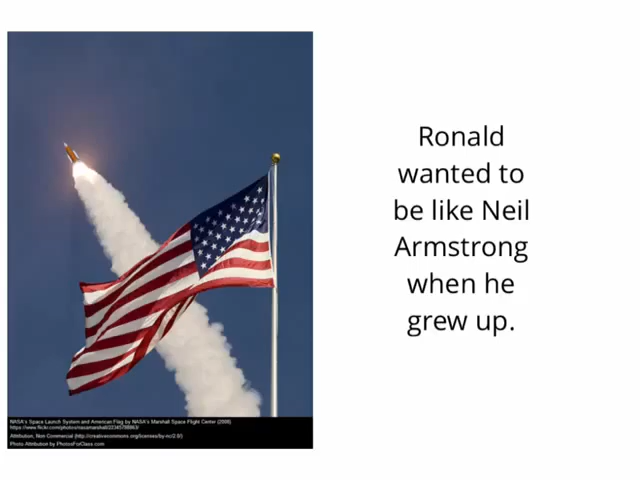 Ronald
wanted to
be like Neil
Armstrong
when he
grew up.
NASA's Space Launch System and American Flag by NASA's Marshall Space Flight Center (2008)
Attribution, Non Commercial (http://creativecommons.org/licenses/by-nc/2.0/)
Photo Attribution by PhotosForClass.com